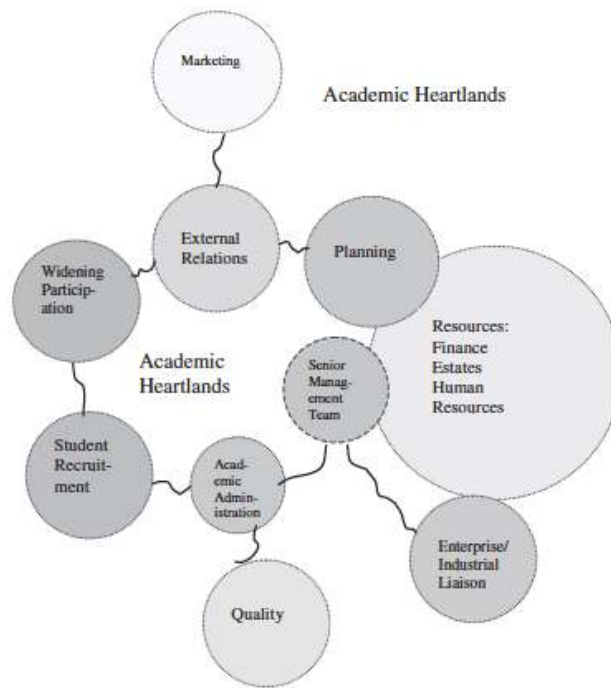 Marketing
Academic Heartlands
External
Relations
Planning
Widening
Particip-
ation
Resources:
Finance
Estates
Human
Resources
Academic
Heartlands
Senior
Manag-
ement
Team
Student
Recruit-
ment
Acad-
emic
Admin-
istration
Enterprise/
Industrial
Liaison
Quality